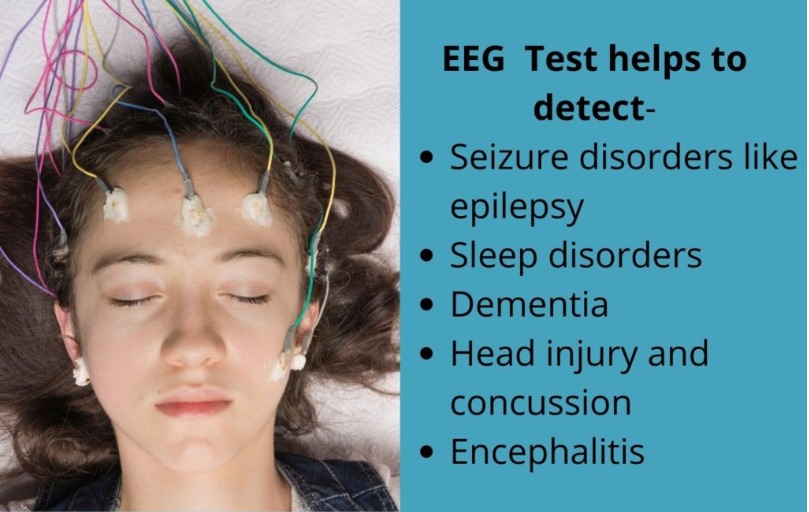 EEG  Test helps to
detect-
• Seizure disorders like
epilepsy
• Sleep disorders
• Dementia
• Head injury and
concussion
• Encephalitis